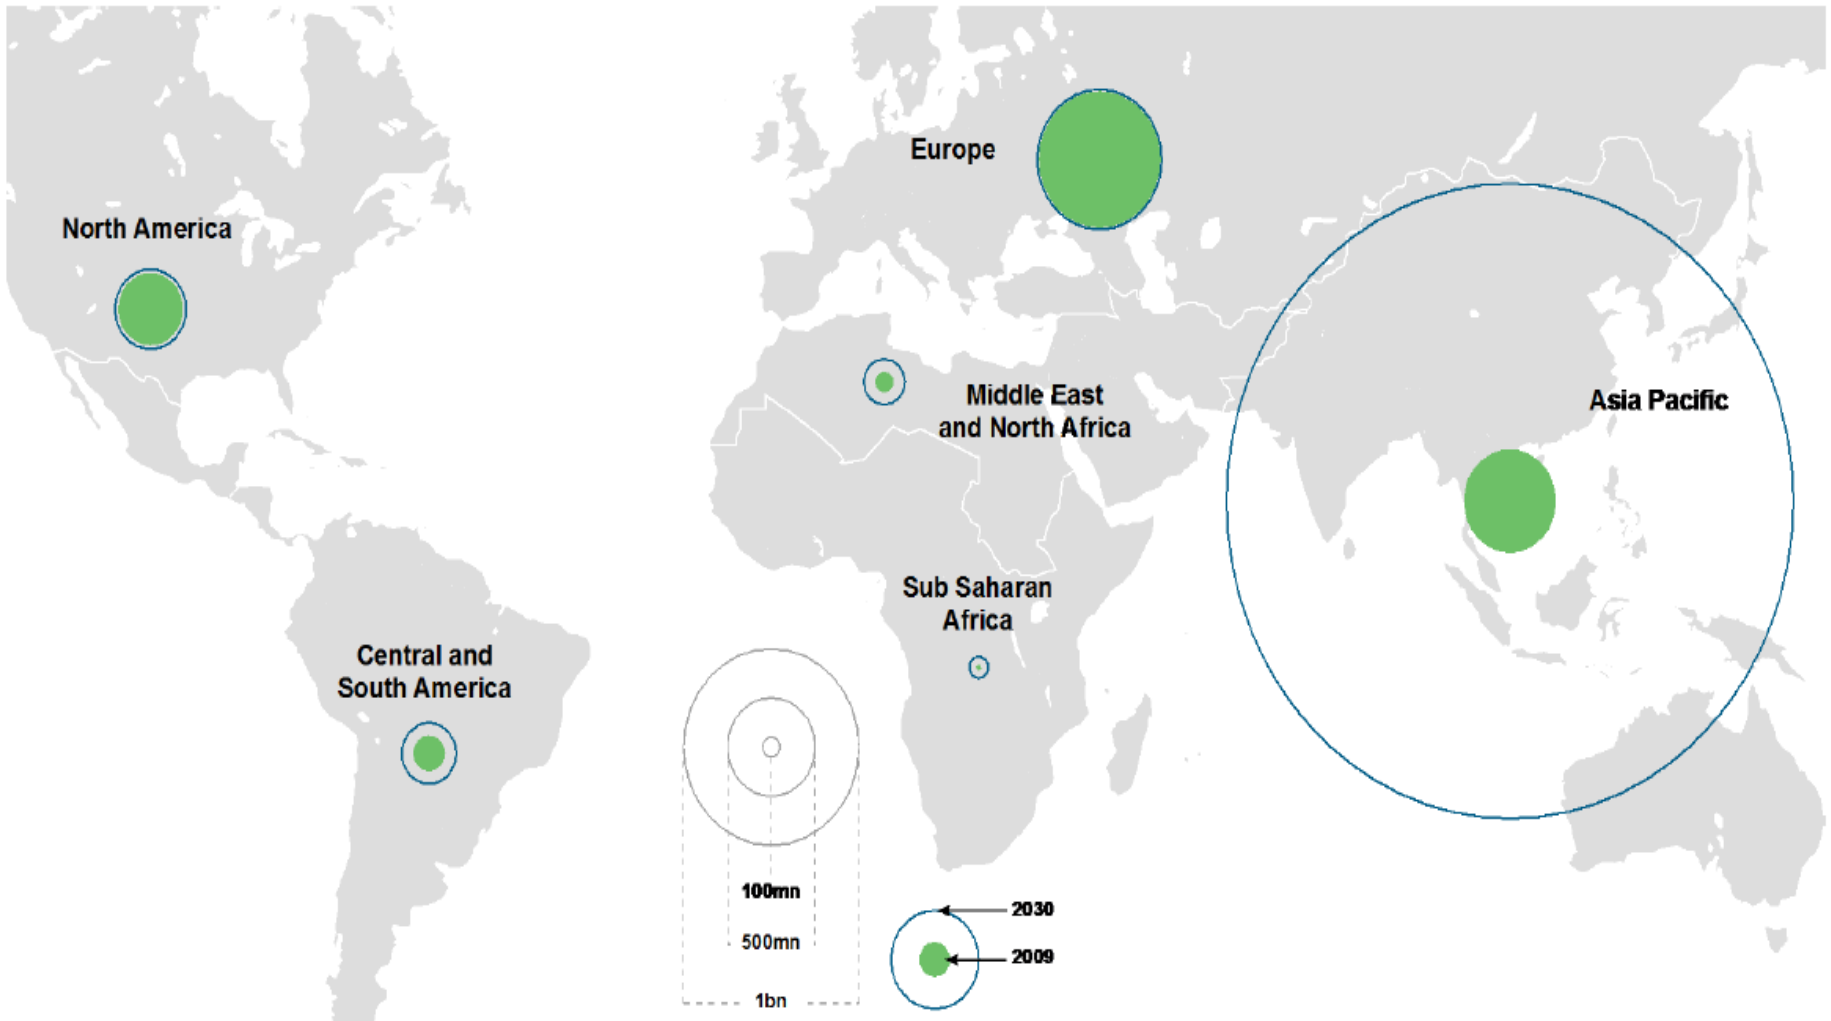 Europe
North America
Asia Pacific
Middle East
and North Africa
Sub Saharan
Africa
Central and
South America
100mn
500mn
1bn
2030
2009